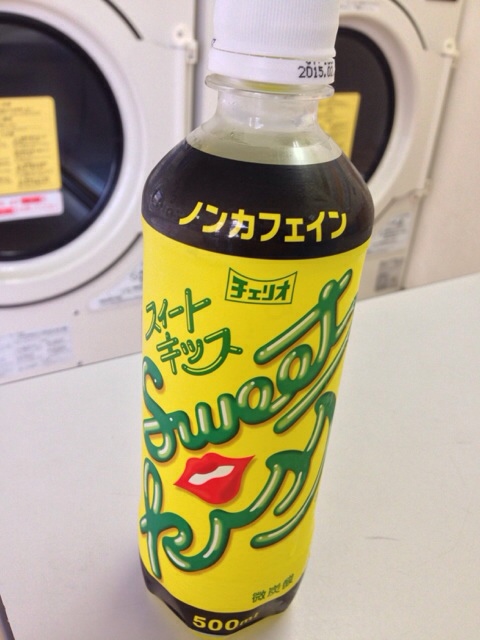 2015.
ノンカフェイン
チェリオ
スイート
キッス
Sweet
kiss
微炭酸
500ml